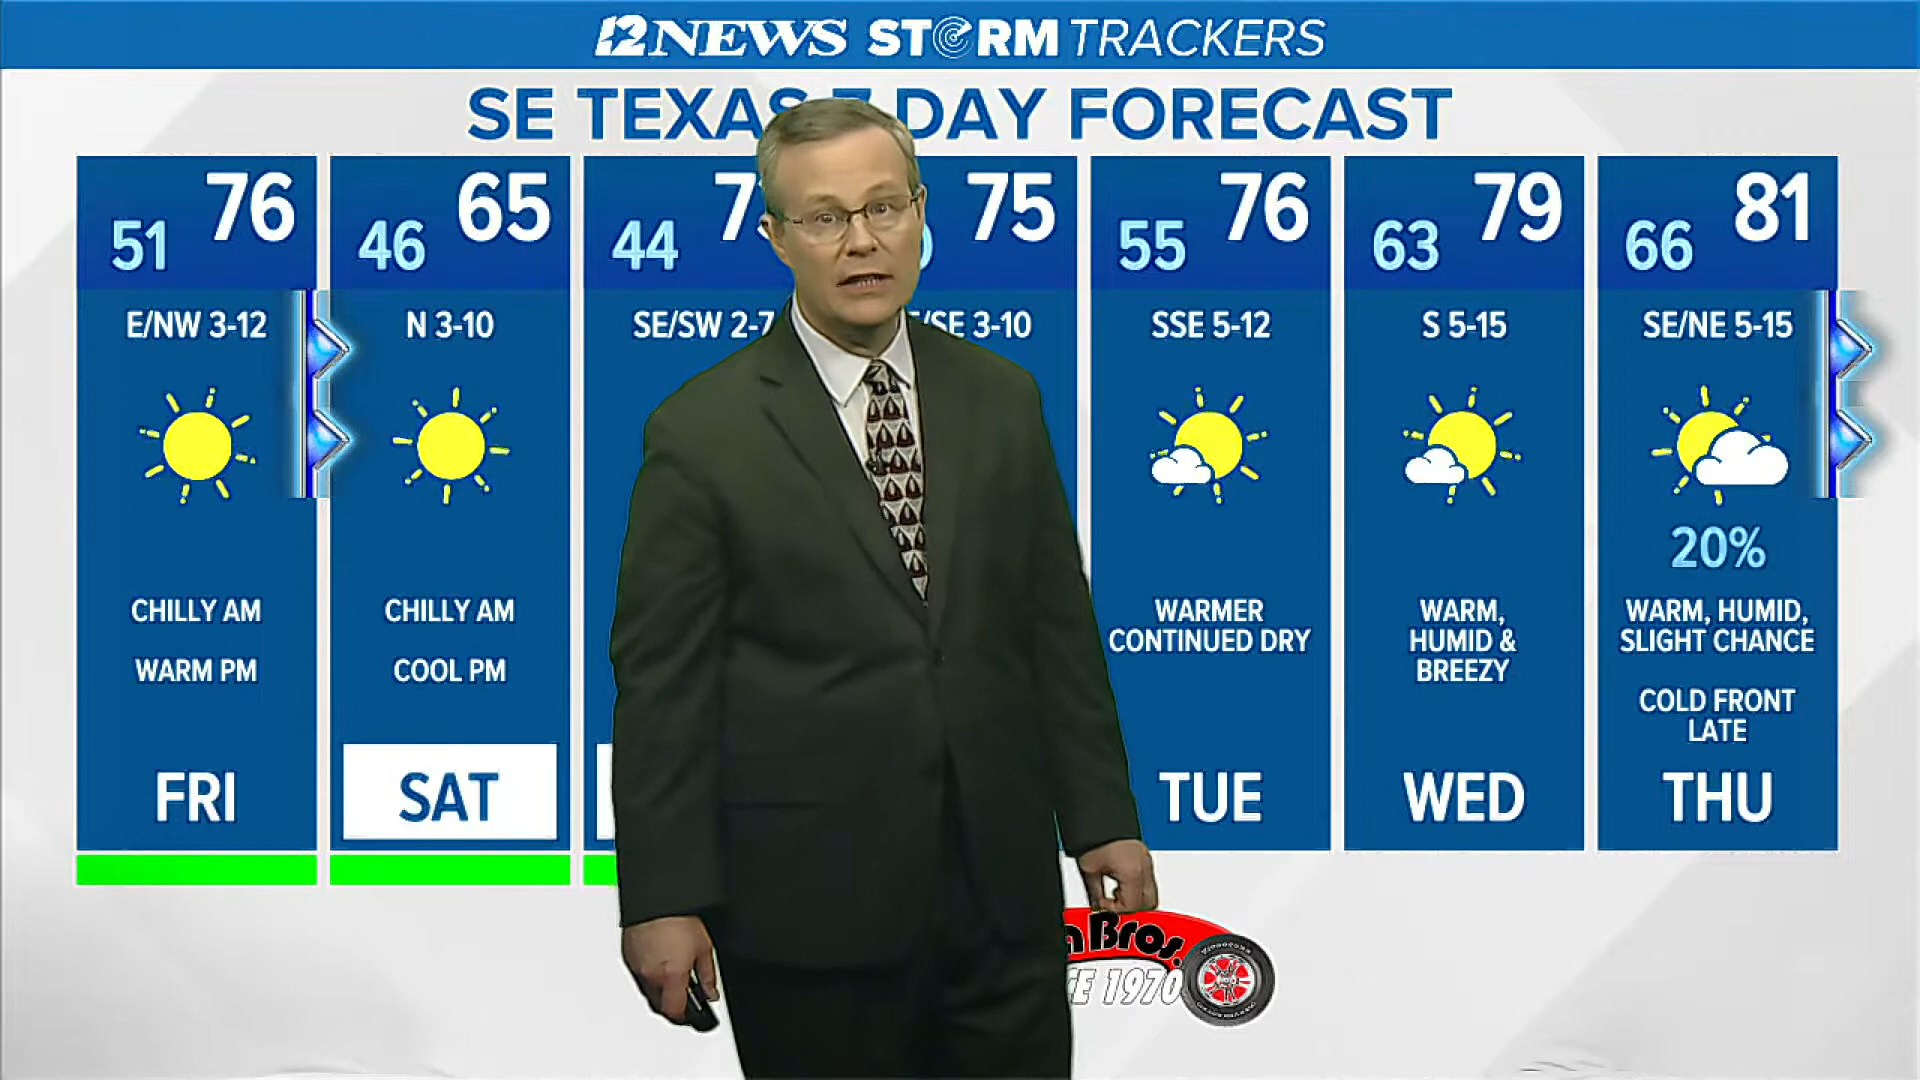 12NEWS STORM TRACKERS
SE TEXAS 7 DAY FORECAST
51 76
E/NW 3-12
CHILLY AM
WARM PM
FRI
46 65
N 3-10
CHILLY AM
COOL PM
SAT
44
SE/SW 2-7
75
/SE 3-10
55 76
SSE 5-12
WARMER
CONTINUED DRY
TUE
63 79
S 5-15
WARM,
HUMID &
BREEZY
WED
66 81
SE/NE 5-15
20%
WARM, HUMID,
SLIGHT CHANCE
COLD FRONT
LATE
THU
Bros.
1970